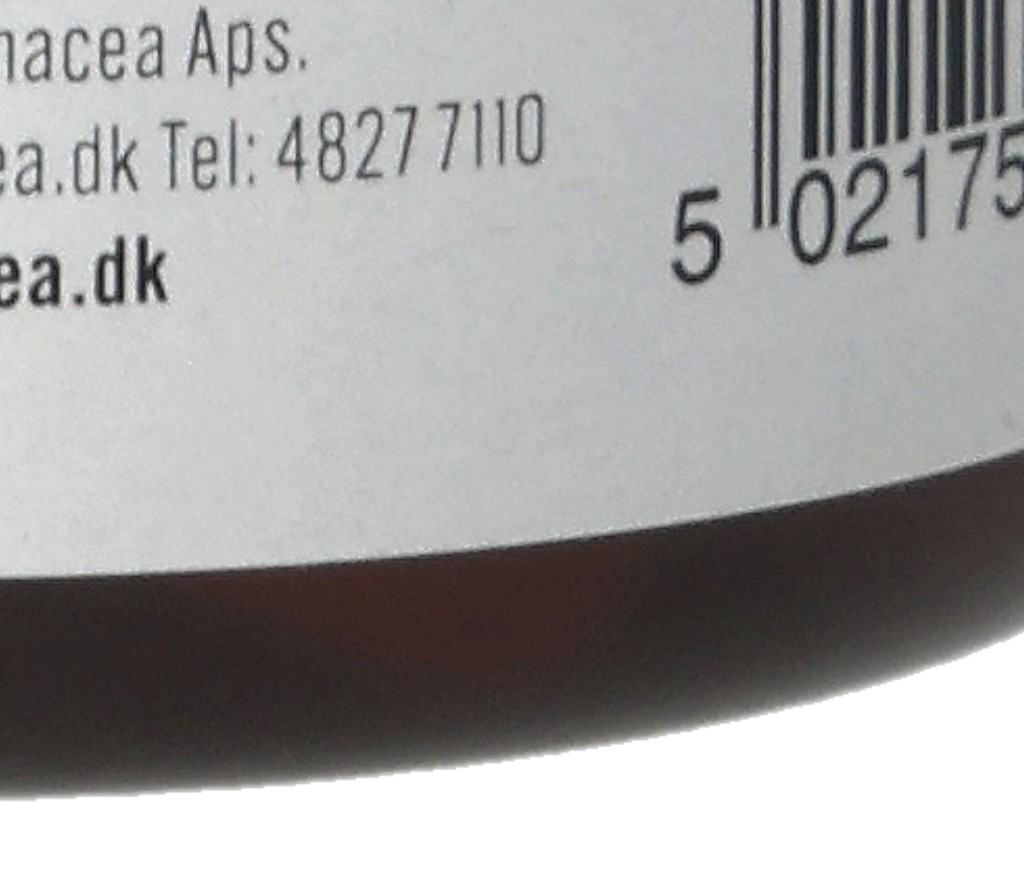 nacea Aps.
ea.dk Tel: 4827 7110
ea.dk
5 02175